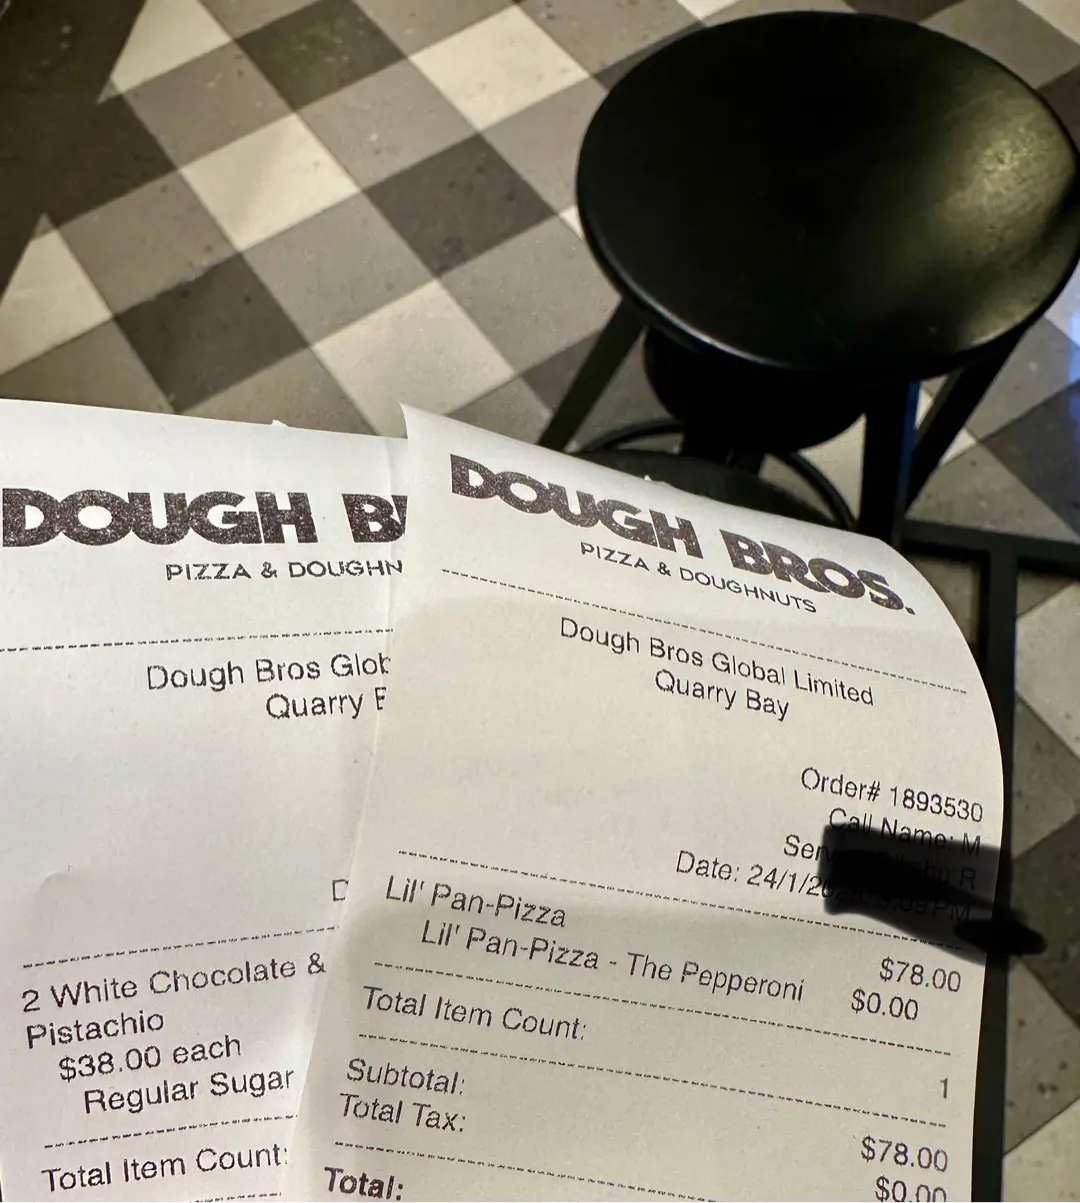 DOUGH B
PIZZA & DOUGHN
Dough Bros Glob
Quarry B
D
2 White Chocolate &
Pistachio
$38.00 each
Regular Sugar
Total Item Count:
DOUGH BROS.
PIZZA & DOUGHNUTS
Dough Bros Global Limited
Quarry Bay
Order# 1893530
Call Name: M
Serv R
Date: 24/1/2 PM
Lil' Pan-Pizza $78.00
Lil' Pan-Pizza - The Pepperoni $0.00
Total Item Count: 1
Subtotal: $78.00
Total Tax: $0.00
Total: